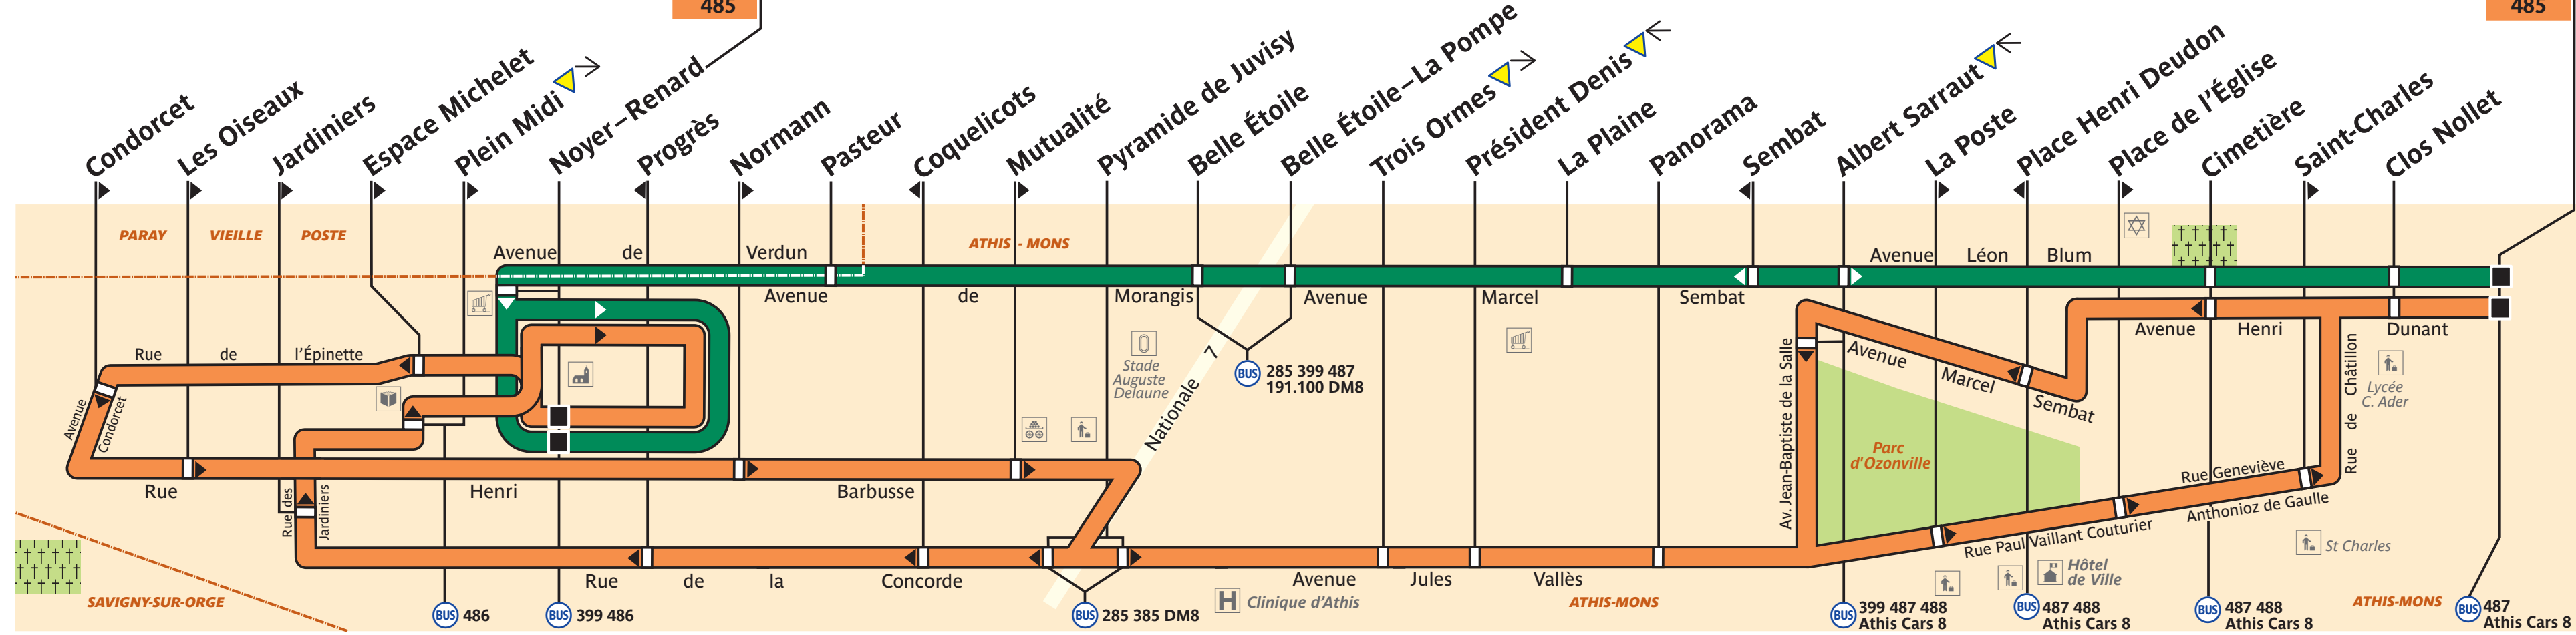 485
485
Condorcet
Les Oiseaux
Jardiniers
Espace Michelet
Plein Midi
Noyer–Renard
Progrès
Normann
Pasteur
Coquelicots
Mutualité
Pyramide de Juvisy
Belle Étoile
Belle Étoile–La Pompe
Trois Ormes
Président Denis
La Plaine
Panorama
Sembat
Albert Sarraut
La Poste
Place Henri Deudon
Place de l'Église
Cimetière
Saint-Charles
Clos Nollet
PARAY VIEILLE POSTE
ATHIS - MONS
Avenue de Verdun
Avenue Léon Blum
Avenue de Morangis
Avenue Marcel Sembat
Avenue Henri Dunant
Rue de l'Épinette
Avenue
Condorcet
Stade
Auguste
Delaune
Nationale 7
BUS 285 399 487
191.100 DM8
Av. Jean-Baptiste de la Salle
Avenue Marcel Sembat
Parc
d'Ozonville
Rue de Châtillon
Lycée
C. Ader
Rue Henri Barbusse
Rue des
Jardiniers
Rue Geneviève
Anthonioz de Gaulle
Rue Paul Vaillant Couturier
St Charles
Hôtel
de Ville
Rue de la Concorde
Avenue Jules Vallès
H Clinique d'Athis
SAVIGNY-SUR-ORGE
ATHIS-MONS
ATHIS-MONS
BUS 486
BUS 399 486
BUS 285 385 DM8
BUS 399 487 488
Athis Cars 8
BUS 487 488
Athis Cars 8
BUS 487 488
Athis Cars 8
BUS 487
Athis Cars 8